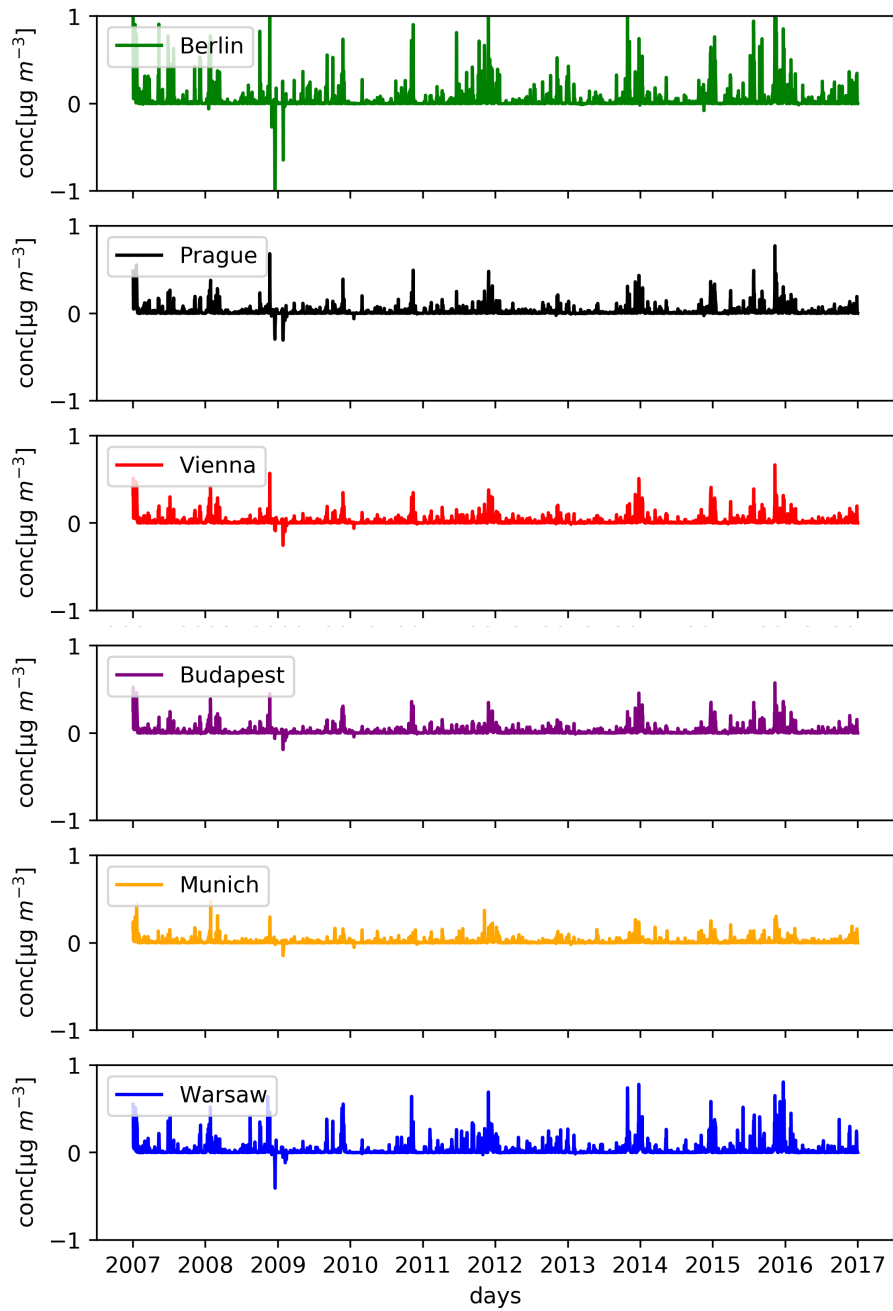 1
Berlin
0
conc[µg m⁻³]
−1
1
Prague
0
conc[µg m⁻³]
−1
1
Vienna
0
conc[µg m⁻³]
−1
1
Budapest
0
conc[µg m⁻³]
−1
1
Munich
0
conc[µg m⁻³]
−1
1
Warsaw
0
conc[µg m⁻³]
−1
2007 2008 2009 2010 2011 2012 2013 2014 2015 2016 2017
days